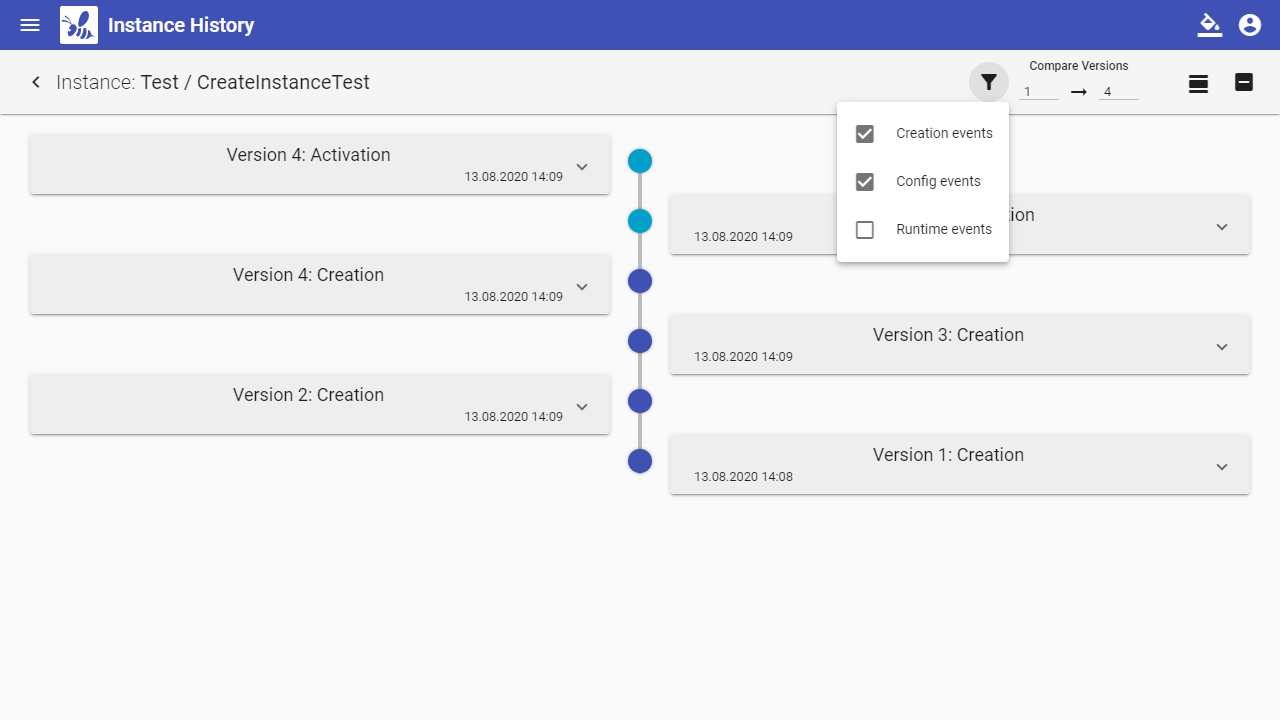 Instance History
Instance: Test / CreateInstanceTest
Compare Versions
1
4
Creation events
Config events
Runtime events
Version 4: Activation
13.08.2020 14:09
13.08.2020 14:09
Version 4: Creation
13.08.2020 14:09
Version 3: Creation
13.08.2020 14:09
Version 2: Creation
13.08.2020 14:09
Version 1: Creation
13.08.2020 14:08